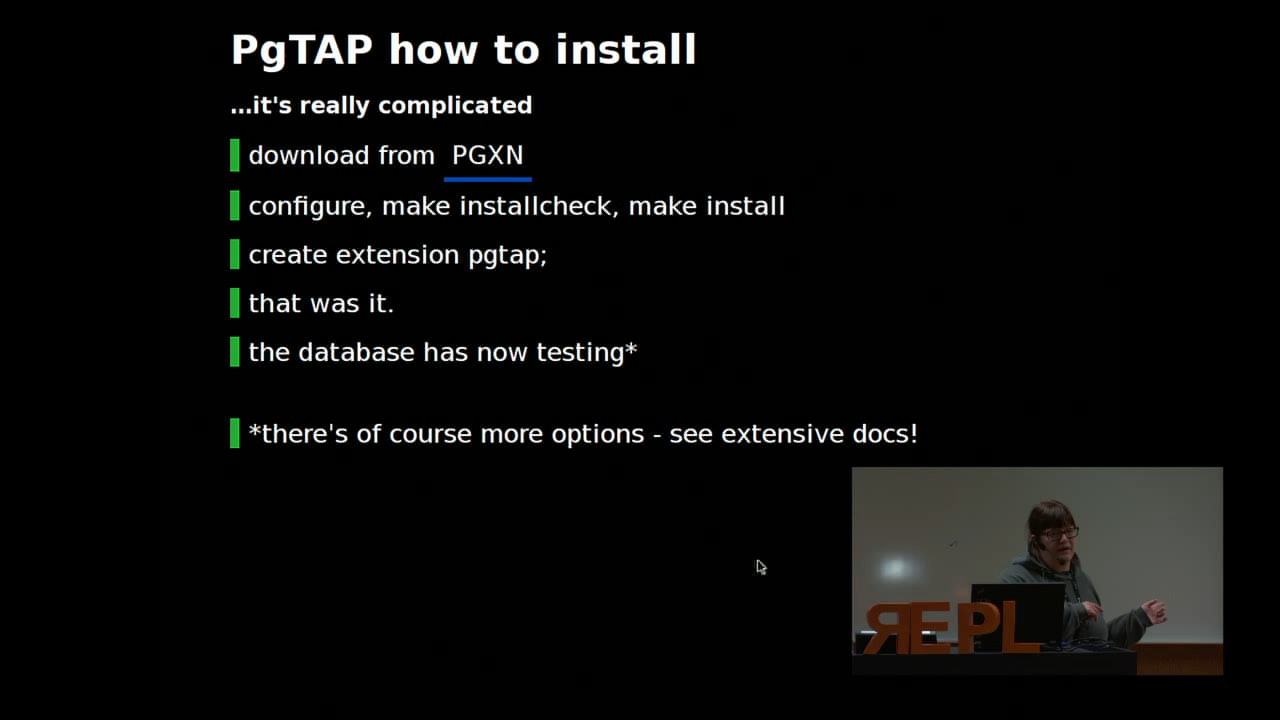 PgTAP how to install
...it's really complicated
download from PGXN
configure, make installcheck, make install
create extension pgtap;
that was it.
the database has now testing*
*there's of course more options - see extensive docs!
ЯEPL